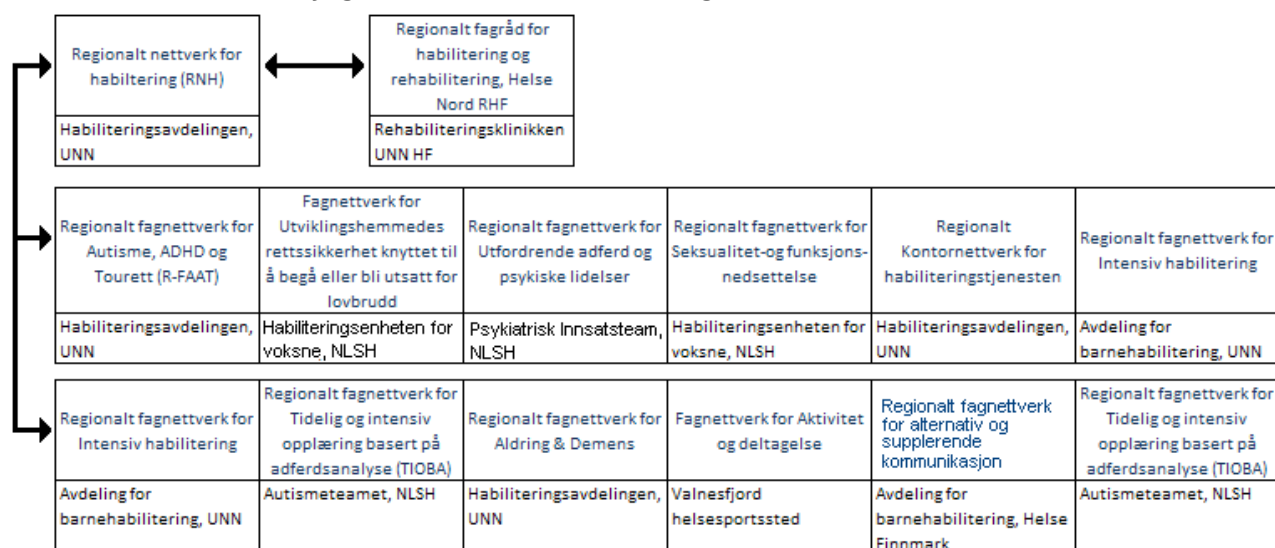 Regionalt nettverk for
habiltering (RNH)
Habiliteringsavdelingen,
UNN
Regionalt fagråd for
habilitering og
rehabilitering, Helse
Nord RHF
Rehabiliteringsklinikken
UNN HF
Regionalt fagnettverk for
Autisme, ADHD og
Tourett (R-FAAT)
Habiliteringsavdelingen,
UNN
Fagnettverk for
Utviklingshemmedes
rettssikkerhet knyttet til
å begå eller bli utsatt for
lovbrudd
Habiliteringsenheten for
voksne, NLSH
Regionalt fagnettverk for
Utfordrende adferd og
psykiske lidelser
Psykiatrisk Innsatsteam,
NLSH
Regionalt fagnettverk for
Seksualitet-og funksjons-
nedsettelse
Habiliteringsenheten for
voksne, NLSH
Regionalt
Kontornettverk for
habiliteringstjenesten
Habiliteringsavdelingen,
UNN
Regionalt fagnettverk for
Intensiv habilitering
Avdeling for
barnehabilitering, UNN
Regionalt fagnettverk for
Intensiv habilitering
Avdeling for
barnehabilitering, UNN
Regionalt fagnettverk for
Tidelig og intensiv
opplæring basert på
adferdsanalyse (TIOBA)
Autismeteamet, NLSH
Regionalt fagnettverk for
Aldring & Demens
Habiliteringsavdelingen,
UNN
Fagnettverk for Aktivitet
og deltagelse
Valnesfjord
helsesportssted
Regionalt fagnettverk
for alternativ og
supplerende
kommunikasjon
Avdeling for
barnehabilitering, Helse
Finnmark
Regionalt fagnettverk for
Tidelig og intensiv
opplæring basert på
adferdsanalyse (TIOBA)
Autismeteamet, NLSH